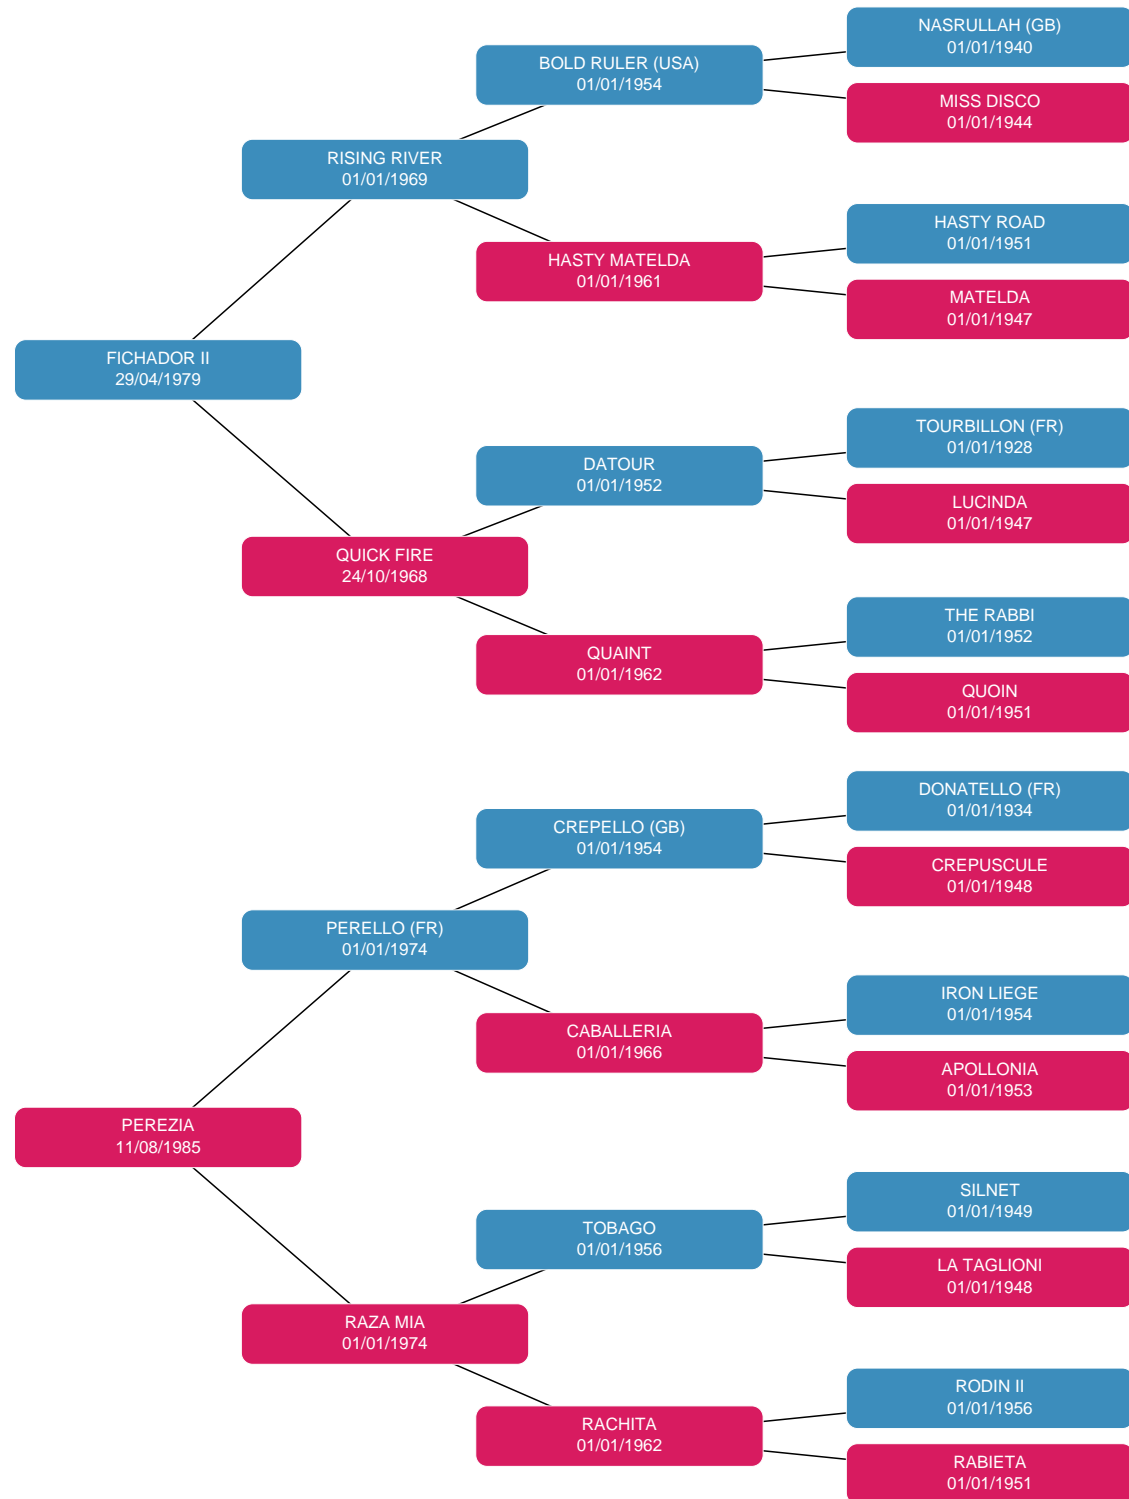 NASRULLAH (GB)
01/01/1940
BOLD RULER (USA)
01/01/1954
MISS DISCO
01/01/1944
RISING RIVER
01/01/1969
HASTY ROAD
01/01/1951
HASTY MATELDA
01/01/1961
MATELDA
01/01/1947
FICHADOR II
29/04/1979
TOURBILLON (FR)
01/01/1928
DATOUR
01/01/1952
LUCINDA
01/01/1947
QUICK FIRE
24/10/1968
THE RABBI
01/01/1952
QUAINT
01/01/1962
QUOIN
01/01/1951
DONATELLO (FR)
01/01/1934
CREPELLO (GB)
01/01/1954
CREPUSCULE
01/01/1948
PERELLO (FR)
01/01/1974
IRON LIEGE
01/01/1954
CABALLERIA
01/01/1966
APOLLONIA
01/01/1953
PEREZIA
11/08/1985
SILNET
01/01/1949
TOBAGO
01/01/1956
LA TAGLIONI
01/01/1948
RAZA MIA
01/01/1974
RODIN II
01/01/1956
RACHITA
01/01/1962
RABIETA
01/01/1951